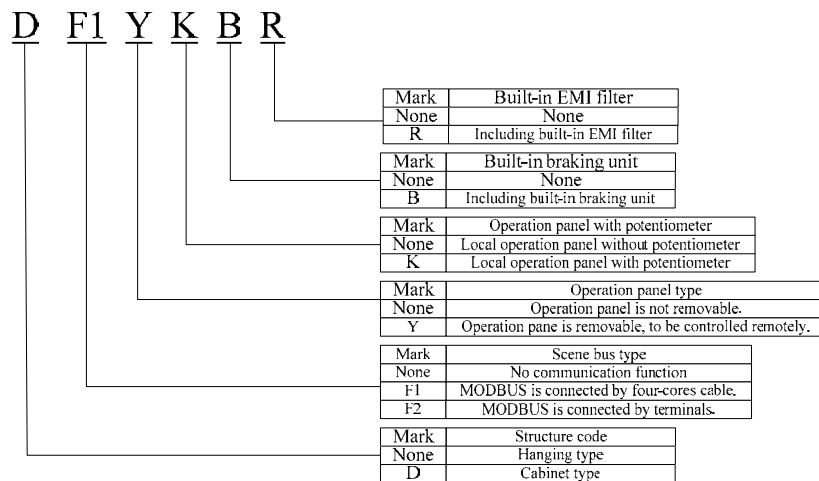 D F1 Y K B R
Mark Built-in EMI filter
None None
R Including built-in EMI filter
Mark Built-in braking unit
None None
B Including built-in braking unit
Mark Operation panel with potentiometer
None Local operation panel without potentiometer
K Local operation panel with potentiometer
Mark Operation panel type
None Operation panel is not removable.
Y Operation pane is removable, to be controlled remotely.
Mark Scene bus type
None No communication function
F1 MODBUS is connected by four-cores cable.
F2 MODBUS is connected by terminals.
Mark Structure code
None Hanging type
D Cabinet type